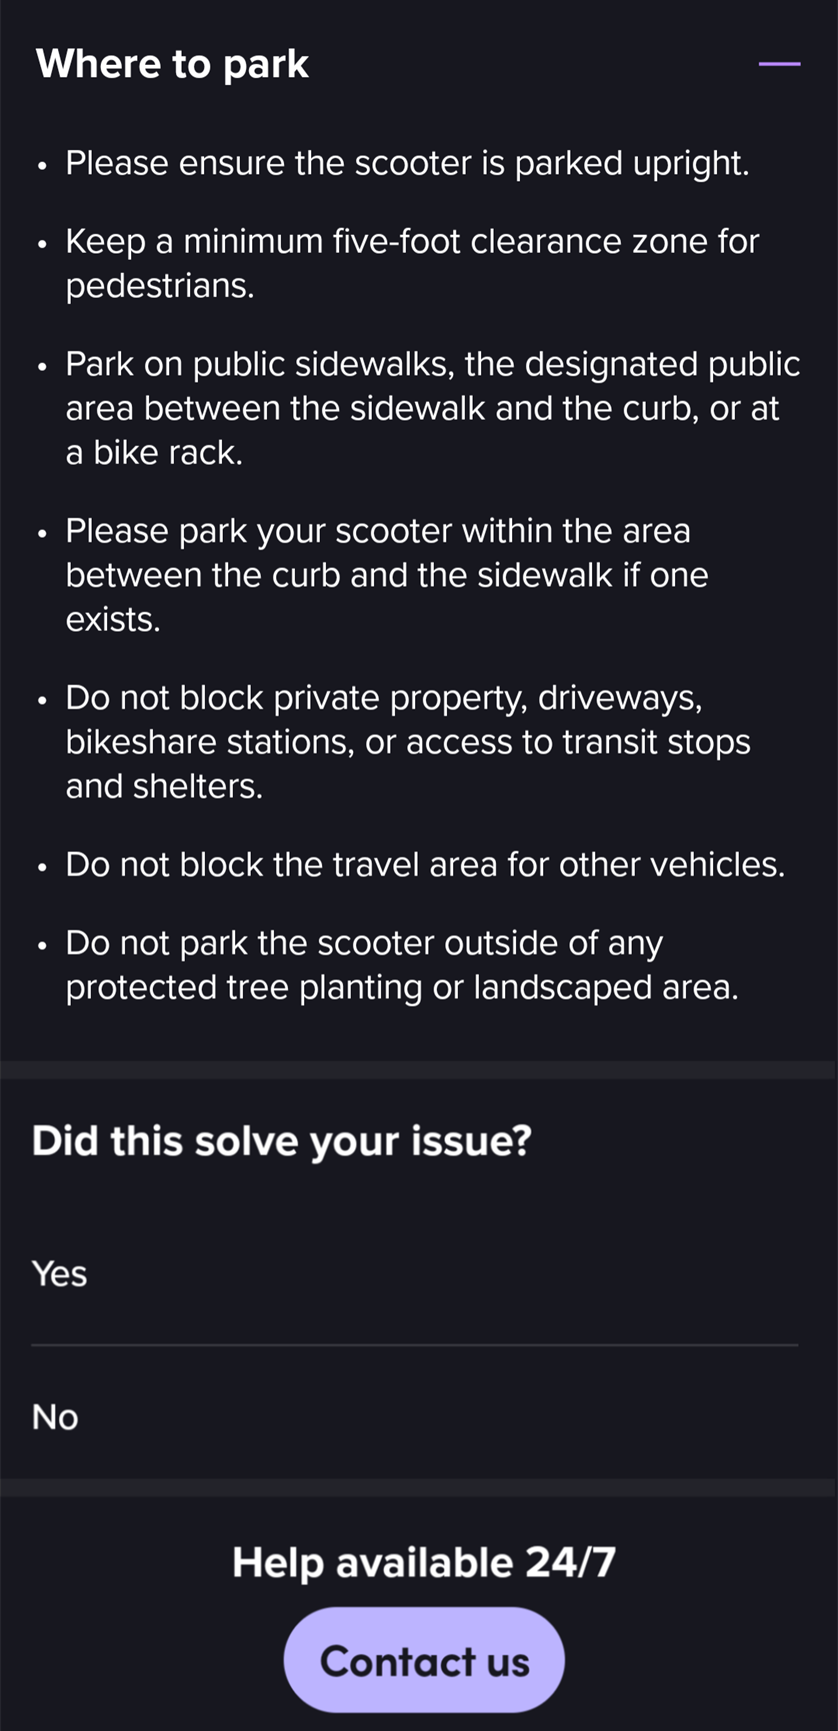 Where to park
• Please ensure the scooter is parked upright.
• Keep a minimum five-foot clearance zone for
pedestrians.
• Park on public sidewalks, the designated public
area between the sidewalk and the curb, or at
a bike rack.
• Please park your scooter within the area
between the curb and the sidewalk if one
exists.
• Do not block private property, driveways,
bikeshare stations, or access to transit stops
and shelters.
• Do not block the travel area for other vehicles.
• Do not park the scooter outside of any
protected tree planting or landscaped area.
Did this solve your issue?
Yes
No
Help available 24/7
Contact us